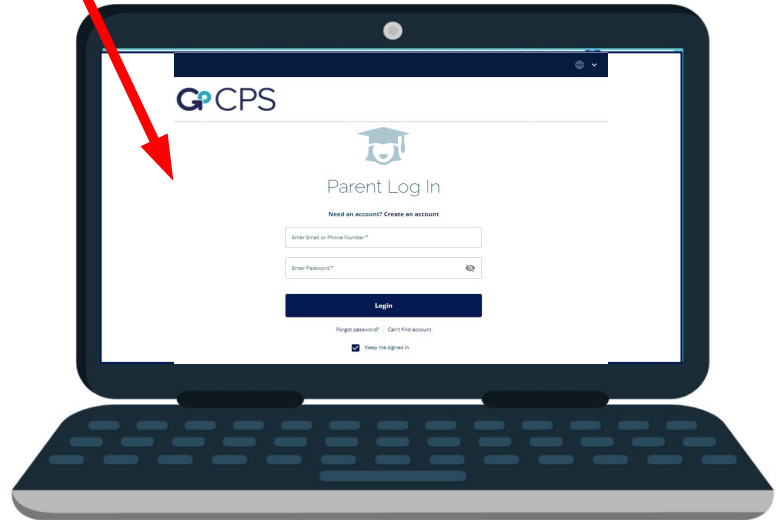 GoCPS
Parent Log In
Need an account? Create an account
Enter Email or Phone Number *
Enter Password *
Login
Forgot password? | Can't find account
Keep me signed in